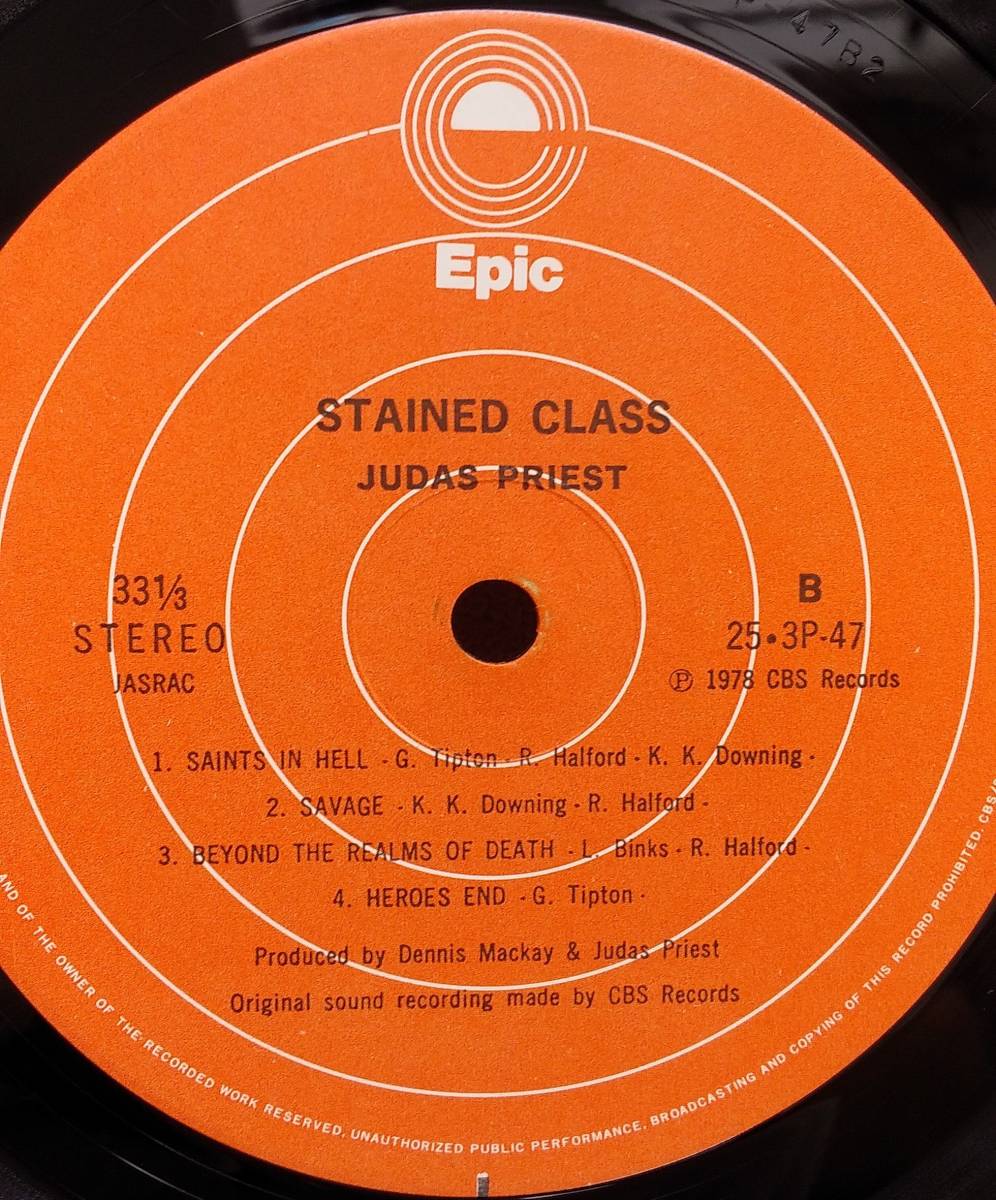 4782
Epic
STAINED CLASS
JUDAS PRIEST
33⅓
STEREO
JASRAC
B
25•3P-47
Ⓟ 1978 CBS Records
1. SAINTS IN HELL - G. Tipton - R. Halford - K. K. Downing -
2. SAVAGE - K. K. Downing - R. Halford -
3. BEYOND THE REALMS OF DEATH - L. Binks - R. Halford -
4. HEROES END - G. Tipton -
Produced by Dennis Mackay & Judas Priest
Original sound recording made by CBS Records
AND OF THE OWNER OF THE RECORDED WORK RESERVED. UNAUTHORIZED PUBLIC PERFORMANCE, BROADCASTING AND COPYING OF THIS RECORD PROHIBITED. CBS/